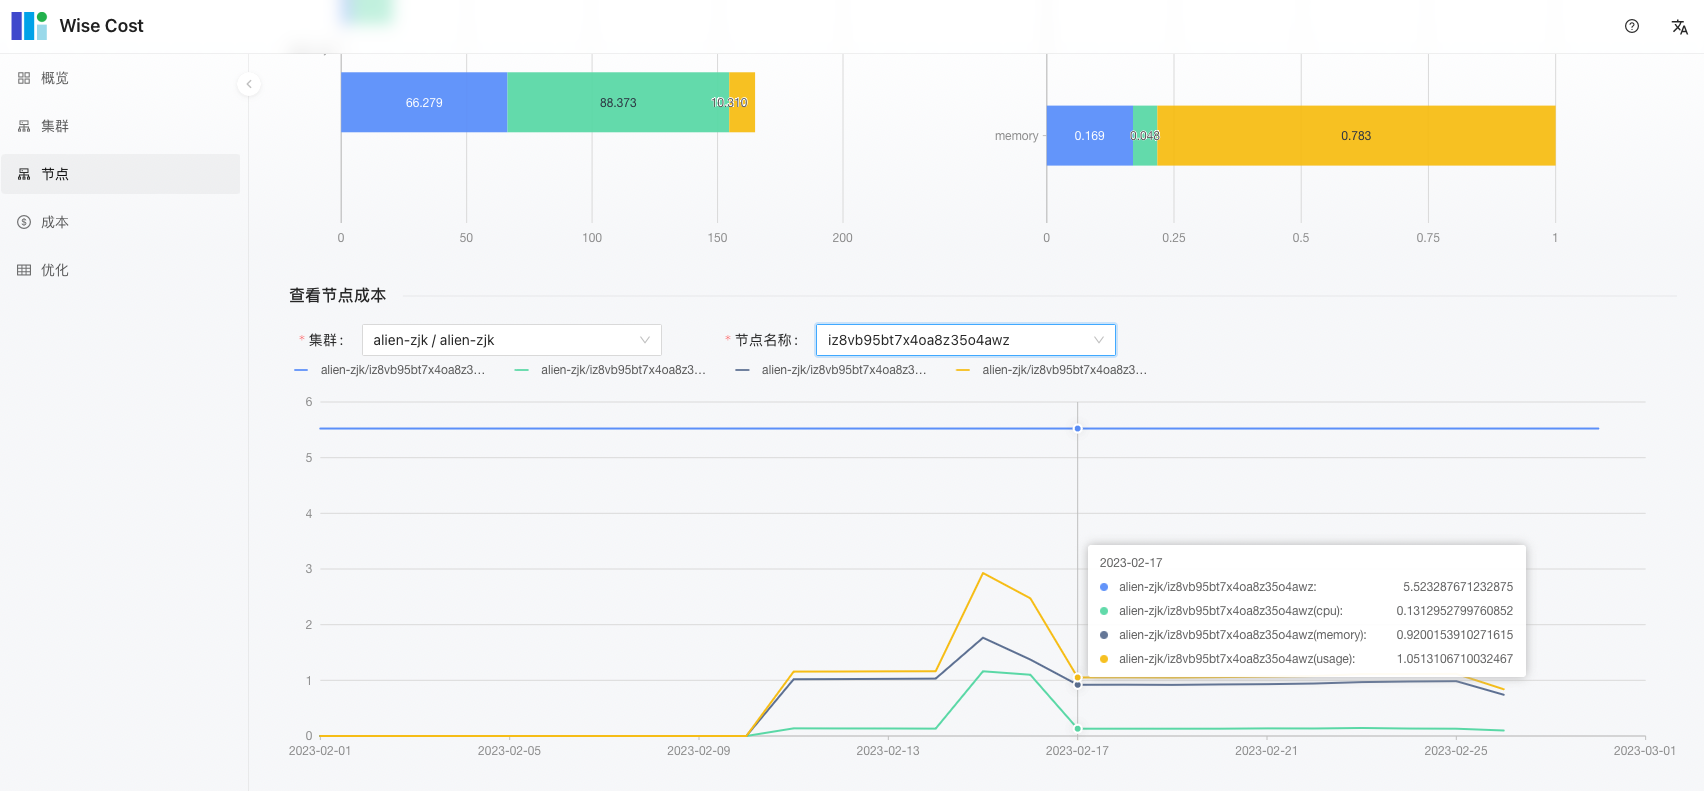 Wise Cost
概览
集群
节点
成本
优化
66.279 88.373 10.310
0 50 100 150 200
memory 0.169 0.048 0.783
0 0.25 0.5 0.75 1
查看节点成本
* 集群: alien-zjk / alien-zjk * 节点名称: iz8vb95bt7x4oa8z35o4awz
alien-zjk/iz8vb95bt7x4oa8z3... alien-zjk/iz8vb95bt7x4oa8z3... alien-zjk/iz8vb95bt7x4oa8z3... alien-zjk/iz8vb95bt7x4oa8z3...
6
5
4
3
2
1
0
2023-02-17
alien-zjk/iz8vb95bt7x4oa8z35o4awz: 5.523287671232875
alien-zjk/iz8vb95bt7x4oa8z35o4awz(cpu): 0.1312952799760852
alien-zjk/iz8vb95bt7x4oa8z35o4awz(memory): 0.9200153910271615
alien-zjk/iz8vb95bt7x4oa8z35o4awz(usage): 1.0513106710032467
2023-02-01 2023-02-05 2023-02-09 2023-02-13 2023-02-17 2023-02-21 2023-02-25 2023-03-01